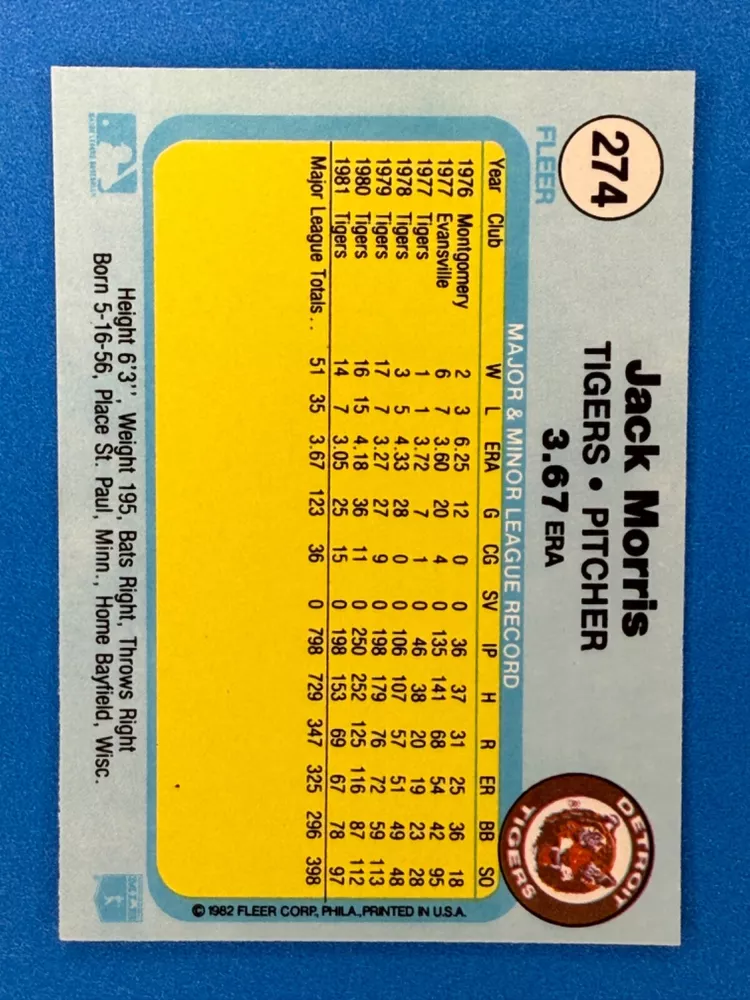 274
FLEER
Jack Morris
TIGERS • PITCHER
3.67 ERA
DETROIT TIGERS
MAJOR & MINOR LEAGUE RECORD
Year Club W L ERA G CG SV IP H R ER BB SO
1976 Montgomery 2 3 6.25 12 0 0 36 37 31 25 36 18
1977 Evansville 6 7 3.60 20 4 0 135 141 68 54 42 95
1977 Tigers 1 1 3.72 7 1 0 46 38 20 19 23 28
1978 Tigers 3 5 4.33 28 0 0 106 107 57 51 49 48
1979 Tigers 17 7 3.27 27 9 0 198 179 76 72 59 113
1980 Tigers 16 15 4.18 36 11 0 250 252 125 116 87 112
1981 Tigers 14 7 3.05 25 15 0 198 153 69 67 78 97
Major League Totals . . 51 35 3.67 123 36 0 798 729 347 325 296 398
© 1982 FLEER CORP., PHILA., PRINTED IN U.S.A.
MAJOR LEAGUE BASEBALL
Height 6'3'', Weight 195, Bats Right, Throws Right
Born 5-16-56, Place St. Paul, Minn., Home Bayfield, Wisc.